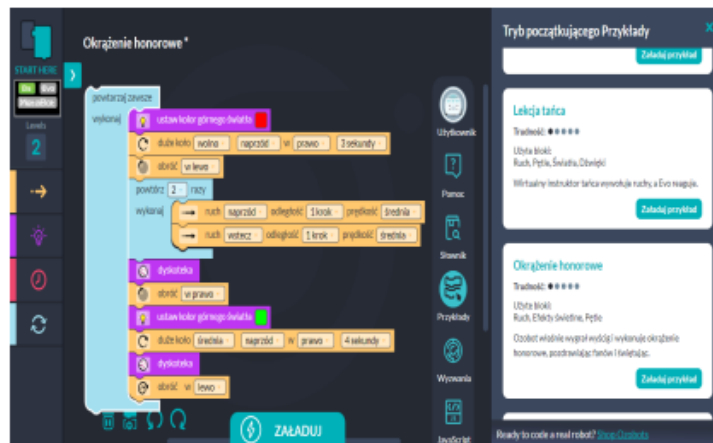 Okrążenie honorowe *
START HERE
Evo
Levels
2
powtarzaj zawsze
wykonaj
ustaw kolor górnego światła
duże koło wolna naprzód w prawo 3 sekundy
obróć w lewo
powtórz 2 razy
wykonaj
ruch naprzód odległość 1 krok prędkość średnia
ruch wstecz odległość 1 krok prędkość średnia
dyskoteka
obróć w prawo
ustaw kolor górnego światła
duże koło średnia naprzód w prawo 4 sekundy
dyskoteka
obróć w lewo
ZAŁADUJ
Użytkownik
Pomoc
Słownik
Przykłady
Wyzwania
JavaScript
Tryb początkującego Przykłady
Załaduj przykład
Lekcja tańca
Trudność:
Użyte bloki:
Ruch, Pętle, Światła, Dźwięki
Wirtualny instruktor tańca wywołuje ruchy, a Evo reaguje.
Załaduj przykład
Okrążenie honorowe
Trudność:
Użyte bloki:
Ruch, Efekty świetlne, Pętle
Ozobot właśnie wygrał wyścig i wykonuje okrążenie
honorowe, pozdrawiając fanów i świętując.
Załaduj przykład
Ready to code a real robot? Shop Ozobots